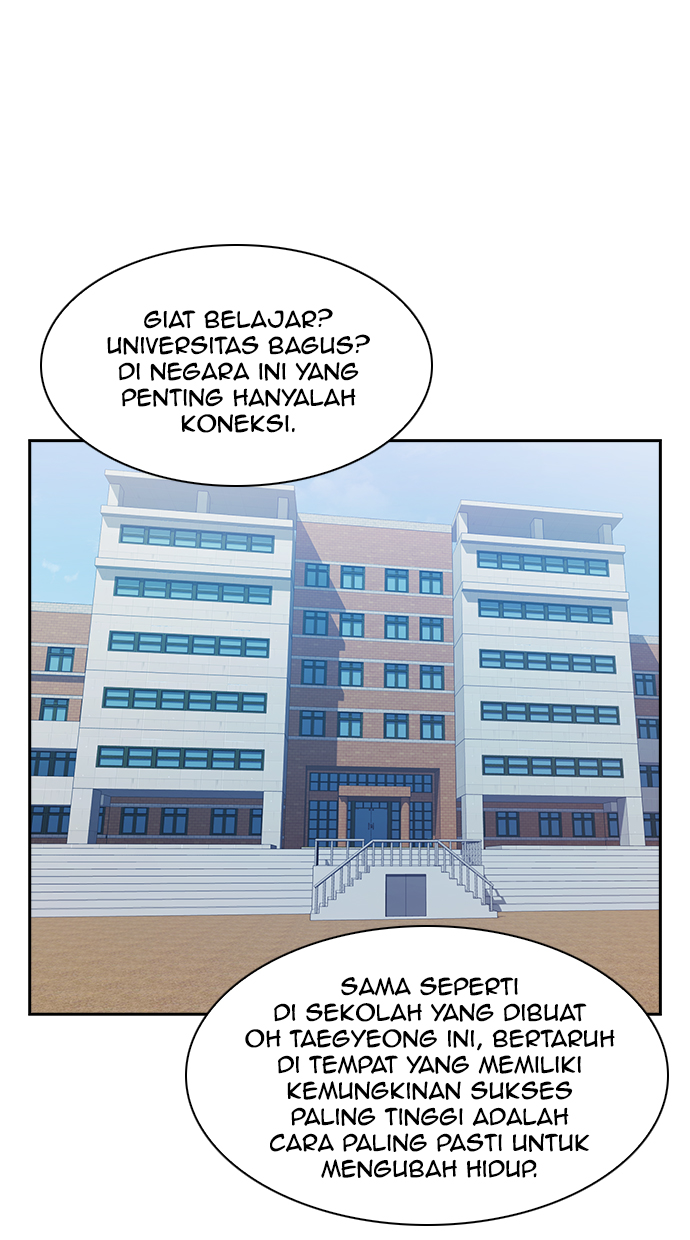 GIAT BELAJAR?
UNIVERSITAS BAGUS?
DI NEGARA INI YANG
PENTING HANYALAH
KONEKSI.
SAMA SEPERTI
DI SEKOLAH YANG DIBUAT
OH TAEGYEONG INI, BERTARUH
DI TEMPAT YANG MEMILIKI
KEMUNGKINAN SUKSES
PALING TINGGI ADALAH
CARA PALING PASTI UNTUK
MENGUBAH HIDUP.